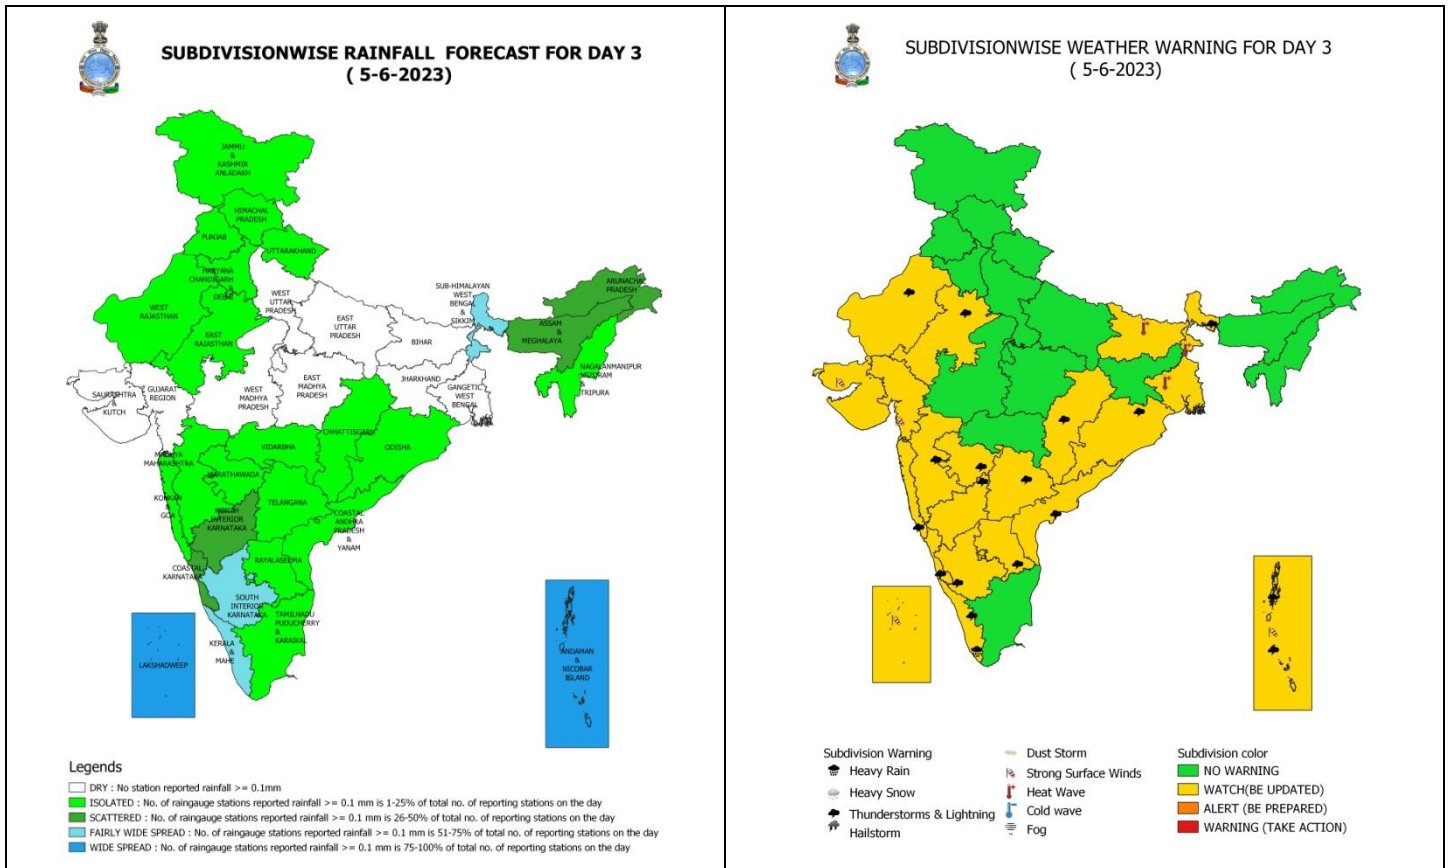 SUBDIVISIONWISE RAINFALL FORECAST FOR DAY 3
( 5-6-2023)
JAMMU
&
KASHMIR
ANLADAKH
HIMACHAL
PRADESH
PUNJAB
UTTARAKHAND
HARYANA
CHANDIGARH
&
DELHI
WEST
RAJASTHAN
EAST
RAJASTHAN
WEST
UTTAR
PRADESH
EAST
UTTAR
PRADESH
BIHAR
SUB-HIMALAYAN
WEST
BENGAL
&
SIKKIM
ARUNACHAL
PRADESH
ASSAM
&
MEGHALAYA
NAGALANMANIPUR
MIZORAM
&
TRIPURA
SAURASHTRA
&
KUTCH
GUJARAT
REGION
WEST
MADHYA
PRADESH
EAST
MADHYA
PRADESH
JHARKHAND
GANGETIC
WEST
BENGAL
CHHATTISGARH
ODISHA
VIDARBHA
MADHYA
MAHARASHTRA
MARATHAWADA
TELANGANA
KONKAN
&
GOA
NORTH
INTERIOR
KARNATAKA
COASTAL
ANDHRA
PRADESH
&
YANAM
RAYALASEEMA
COASTAL
KARNATAKA
SOUTH
INTERIOR
KARNATAKA
TAMILNADU
PUDUCHERRY
&
KARAIKAL
KERALA
&
MAHE
LAKSHADWEEP
ANDAMAN
&
NICOBAR
ISLAND
Legends
DRY : No station reported rainfall >= 0.1mm
ISOLATED : No. of raingauge stations reported rainfall >= 0.1 mm is 1-25% of total no. of reporting stations on the day
SCATTERED : No. of raingauge stations reported rainfall >= 0.1 mm is 26-50% of total no. of reporting stations on the day
FAIRLY WIDE SPREAD : No. of raingauge stations reported rainfall >= 0.1 mm is 51-75% of total no. of reporting stations on the day
WIDE SPREAD : No. of raingauge stations reported rainfall >= 0.1 mm is 75-100% of total no. of reporting stations on the day
SUBDIVISIONWISE WEATHER WARNING FOR DAY 3
( 5-6-2023)
Subdivision Warning
Heavy Rain
Heavy Snow
Thunderstorms & Lightning
Hailstorm
Dust Storm
Strong Surface Winds
Heat Wave
Cold wave
Fog
Subdivision color
NO WARNING
WATCH(BE UPDATED)
ALERT (BE PREPARED)
WARNING (TAKE ACTION)